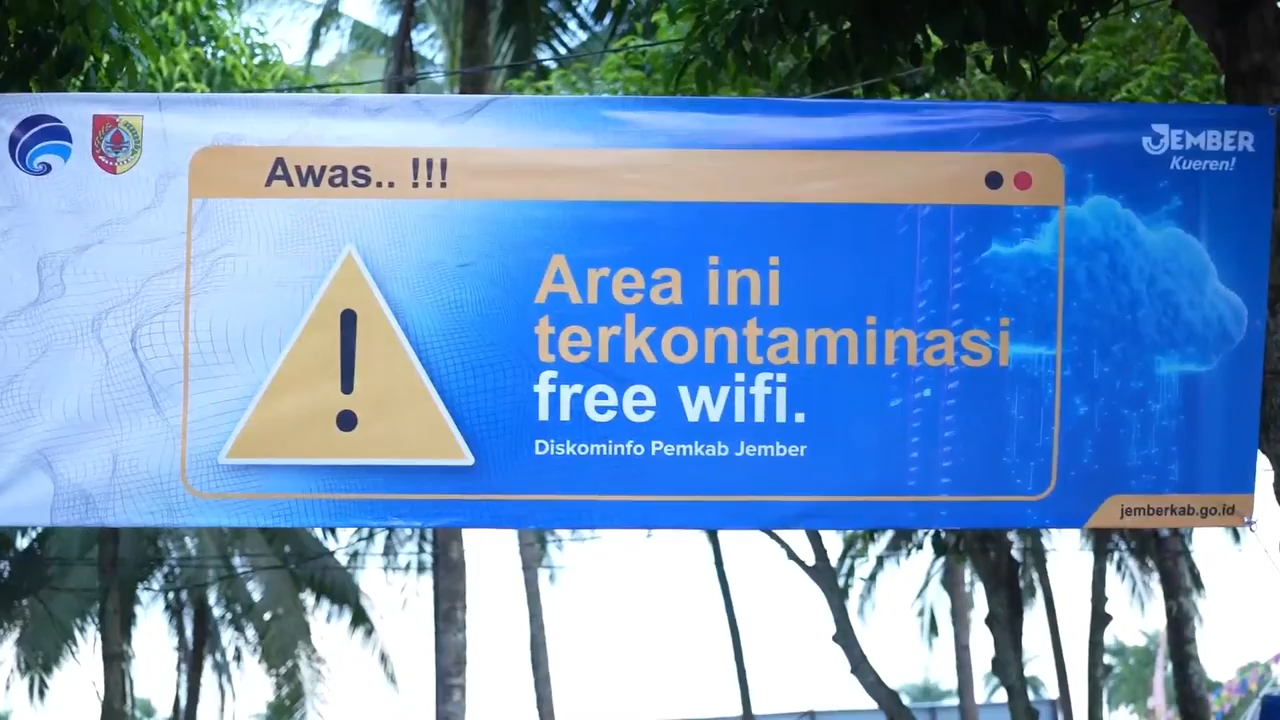 JEMBER
Kueren!
Awas.. !!!
Area ini
terkontaminasi
free wifi.
Diskominfo Pemkab Jember
jemberkab.go.id